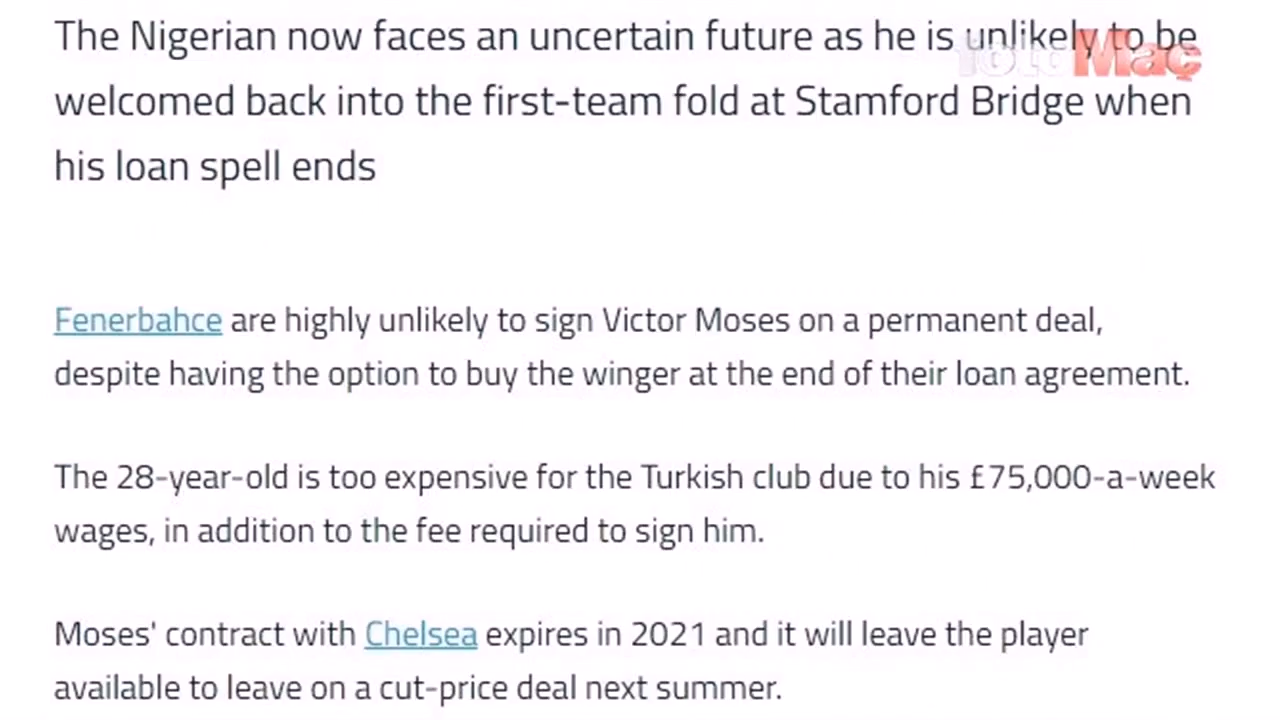 The Nigerian now faces an uncertain future as he is unlikely to be
welcomed back into the first-team fold at Stamford Bridge when
his loan spell ends
fotoMaç
Fenerbahce are highly unlikely to sign Victor Moses on a permanent deal,
despite having the option to buy the winger at the end of their loan agreement.
The 28-year-old is too expensive for the Turkish club due to his £75,000-a-week
wages, in addition to the fee required to sign him.
Moses' contract with Chelsea expires in 2021 and it will leave the player
available to leave on a cut-price deal next summer.